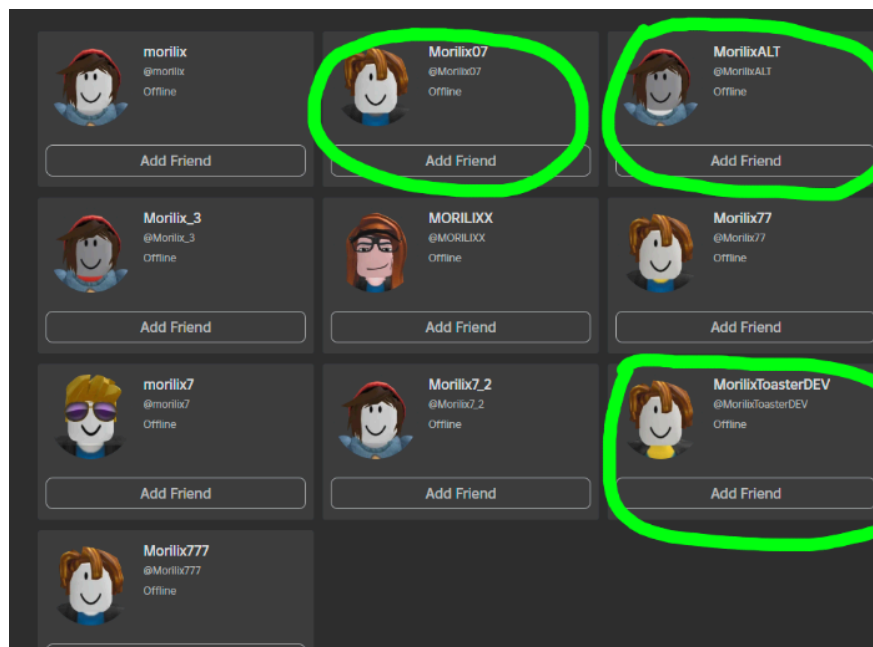 morilix
@morilix
Offline
Add Friend
Morilix07
@Morilix07
Offline
Add Friend
MorilixALT
@MorilixALT
Offline
Add Friend
Morilix_3
@Morilix_3
Offline
Add Friend
MORILIXX
@MORILIXX
Offline
Add Friend
Morilix77
@Morilix77
Offline
Add Friend
morilix7
@morilix7
Offline
Add Friend
Morilix7_2
@Morilix7_2
Offline
Add Friend
MorilixToasterDEV
@MorilixToasterDEV
Offline
Add Friend
Morilix777
@Morilix777
Offline